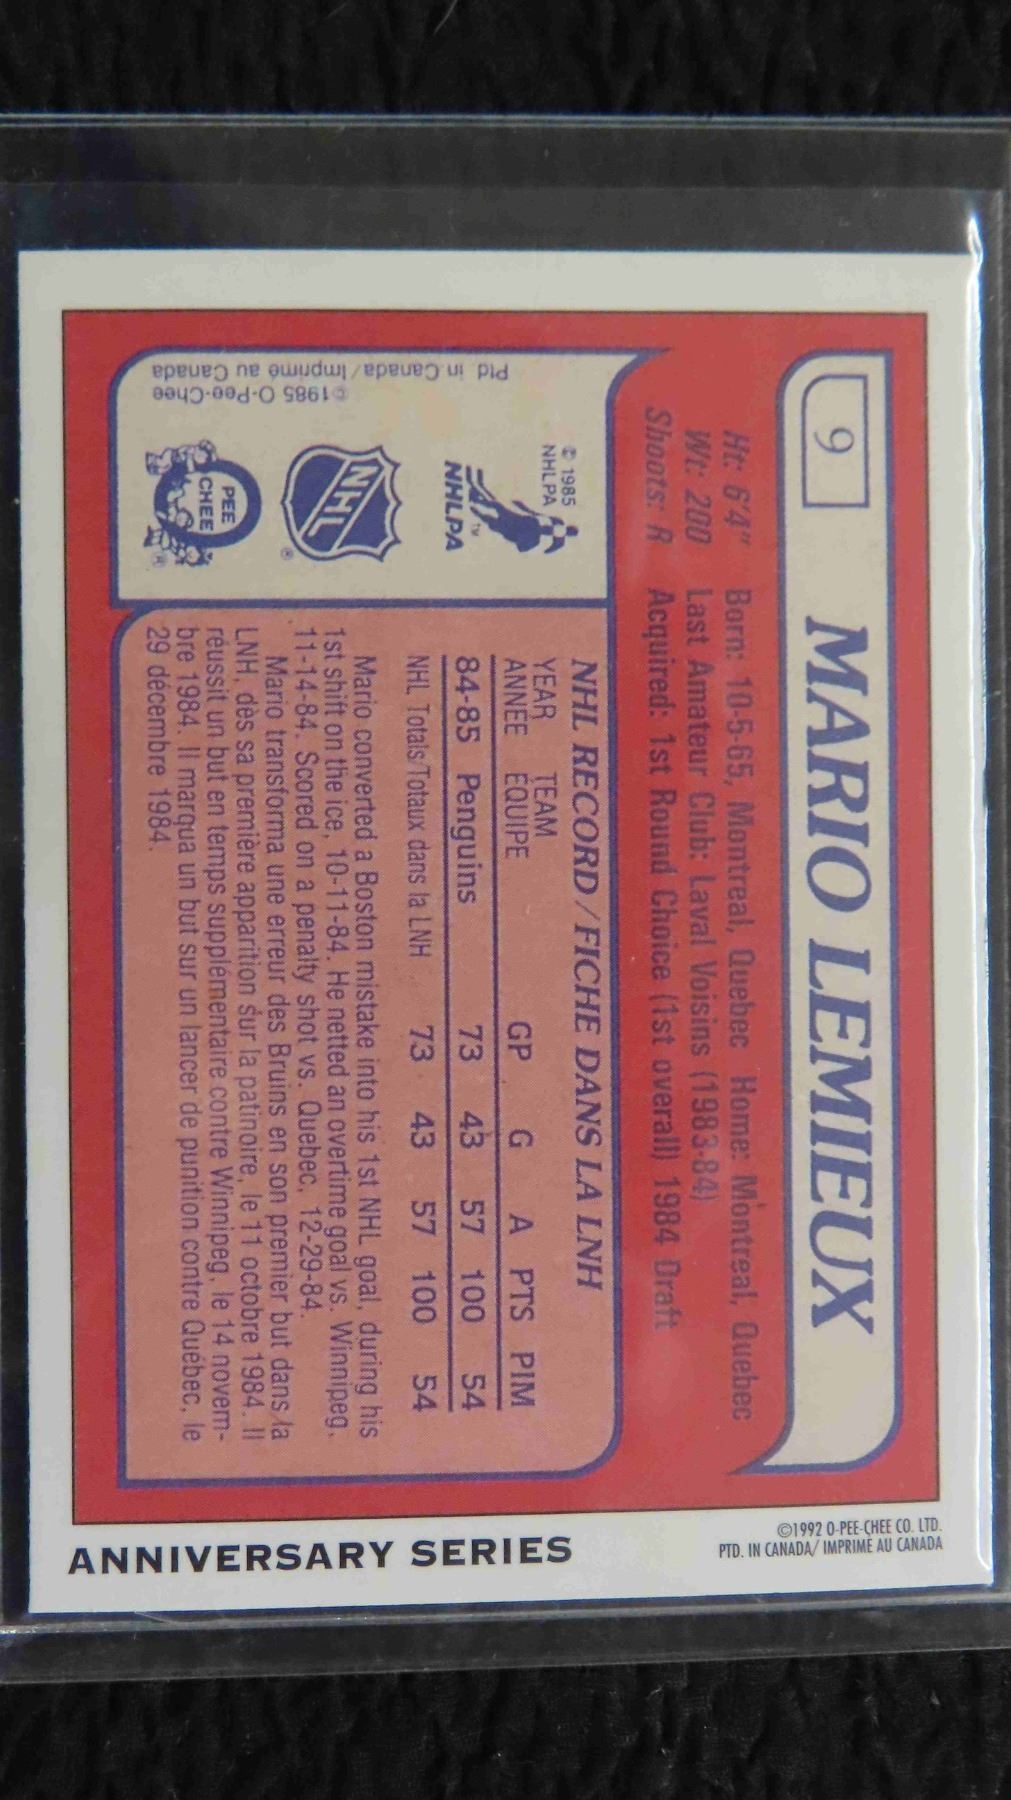 9
MARIO LEMIEUX
Ht: 6'4" Born: 10-5-65, Montreal, Quebec Home: Montreal, Quebec
Wt: 200 Last Amateur Club: Laval Voisins (1983-84)
Shoots: R Acquired: 1st Round Choice (1st overall) 1984 Draft
© 1985
NHLPA
™
NHLPA
NHL
®
PEE
CHEE
®
©1985 O-Pee-Chee
Ptd in Canada/Imprimé au Canada
NHL RECORD/FICHE DANS LA LNH
YEAR TEAM
ANNÉE ÉQUIPE GP G A PTS PIM
84-85 Penguins 73 43 57 100 54
NHL Totals/Totaux dans la LNH 73 43 57 100 54
Mario converted a Boston mistake into his 1st NHL goal, during his
1st shift on the ice, 10-11-84. He netted an overtime goal vs. Winnipeg,
11-14-84. Scored on a penalty shot vs. Quebec, 12-29-84.
Mario transforma une erreur des Bruins en son premier but dans la
LNH, dès sa première apparition sur la patinoire, le 11 octobre 1984. Il
réussit un but en temps supplémentaire contre Winnipeg, le 14 novem-
bre 1984. Il marqua un but sur un lancer de punition contre Québec, le
29 décembre 1984.
©1992 O-PEE-CHEE CO. LTD.
PTD. IN CANADA/ IMPRIME AU CANADA
ANNIVERSARY SERIES